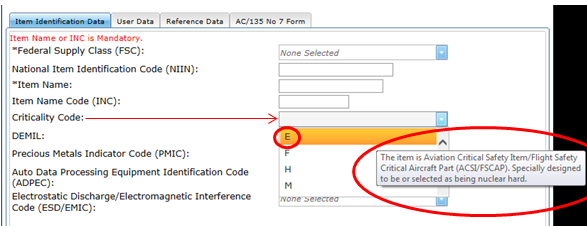 Item Identification Data User Data Reference Data AC/135 No 7 Form
Item Name or INC is Mandatory.
*Federal Supply Class (FSC): None Selected
National Item Identification Code (NIIN):
*Item Name:
Item Name Code (INC):
Criticality Code:
DEMIL: E
Precious Metals Indicator Code (PMIC): F
H
M
The item is Aviation Critical Safety Item/Flight Safety
Critical Aircraft Part (ACSI/FSCAP). Specially designed
to be or selected as being nuclear hard.
Auto Data Processing Equipment Identification Code
(ADPEC):
Electrostatic Discharge/Electromagnetic Interference None Selected
Code (ESD/EMIC):